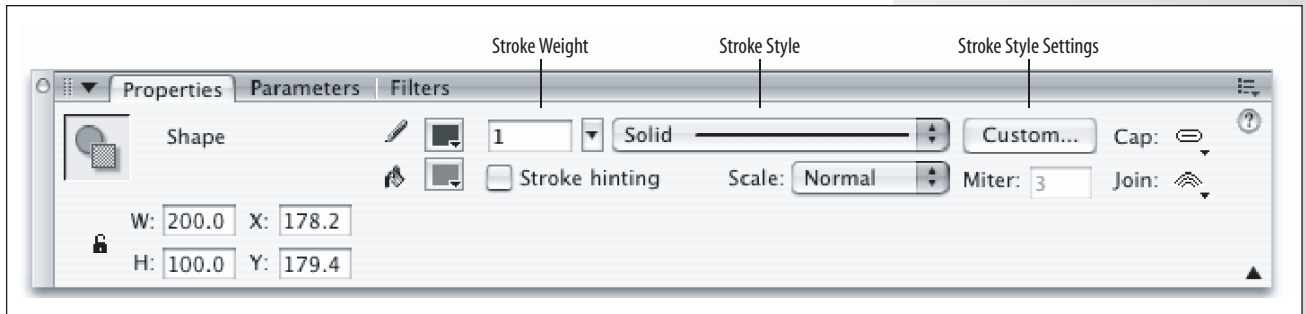 Stroke Weight Stroke Style Stroke Style Settings
Properties Parameters Filters
Shape 1 Solid Custom... Cap:
Stroke hinting Scale: Normal Miter: 3 Join:
W: 200.0 X: 178.2
H: 100.0 Y: 179.4
?